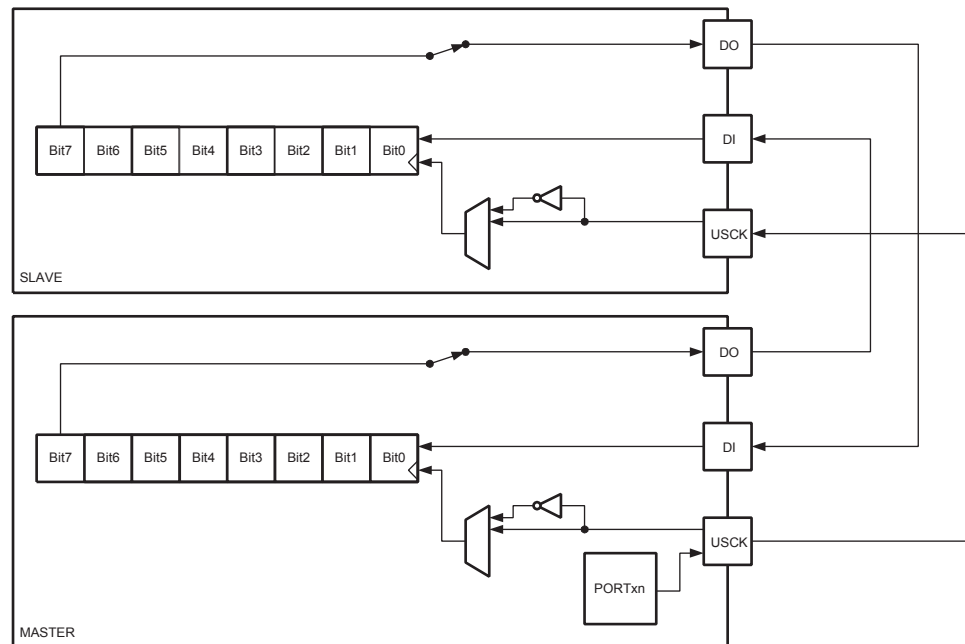 DO
Bit7 Bit6 Bit5 Bit4 Bit3 Bit2 Bit1 Bit0
DI
USCK
SLAVE
DO
Bit7 Bit6 Bit5 Bit4 Bit3 Bit2 Bit1 Bit0
DI
USCK
PORTxn
MASTER